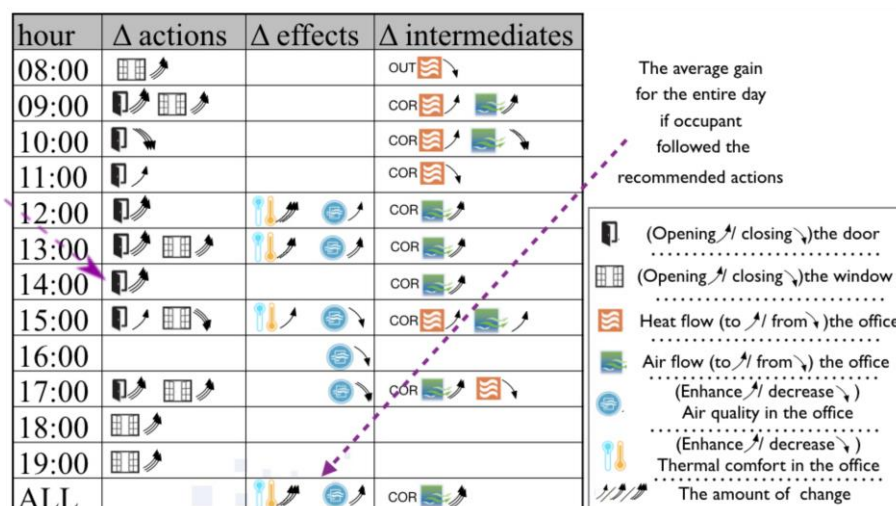 hour Δ actions Δ effects Δ intermediates
08:00 OUT
09:00 COR
10:00 COR
11:00 COR
12:00 COR
13:00 COR
14:00 COR
15:00 COR
16:00
17:00 COR
18:00
19:00
ALL COR
The average gain
for the entire day
if occupant
followed the
recommended actions
(Opening / closing )the door
(Opening / closing )the window
Heat flow (to / from )the office
Air flow (to / from ) the office
(Enhance / decrease )
Air quality in the office
(Enhance / decrease )
Thermal comfort in the office
The amount of change